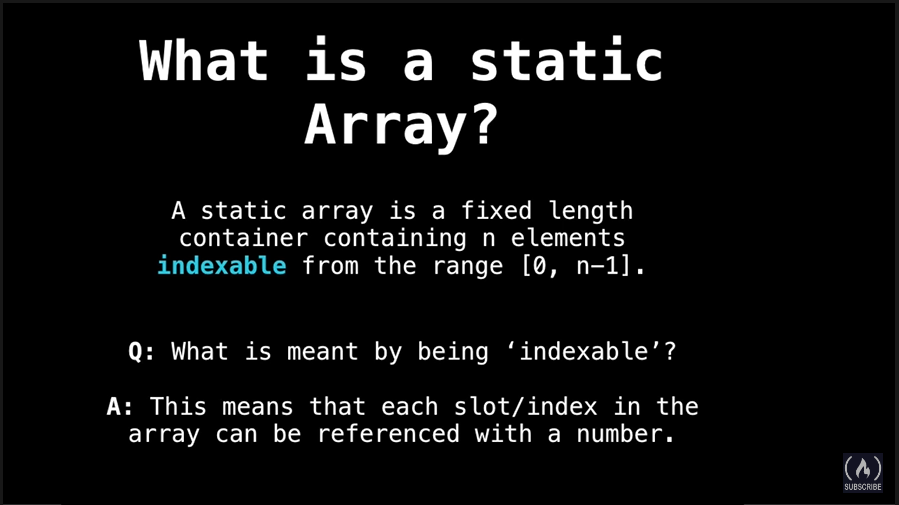 What is a static
Array?
A static array is a fixed length
container containing n elements
indexable from the range [0, n-1].
Q: What is meant by being ‘indexable’?
A: This means that each slot/index in the
array can be referenced with a number.
SUBSCRIBE